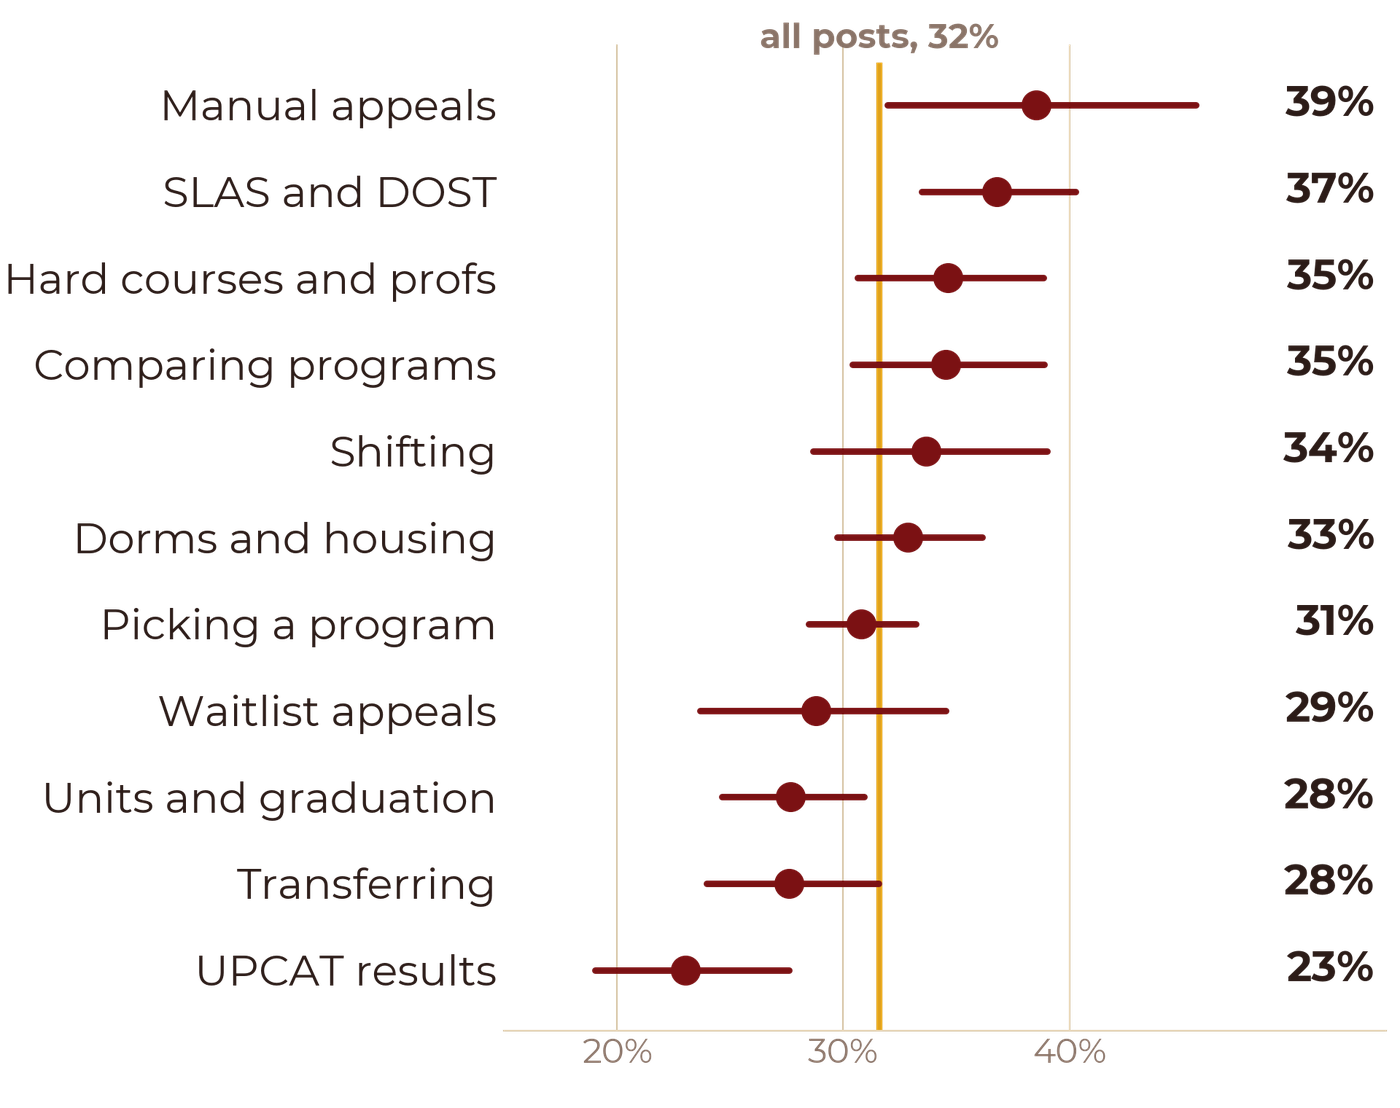 all posts, 32%
Manual appeals 39%
SLAS and DOST 37%
Hard courses and profs 35%
Comparing programs 35%
Shifting 34%
Dorms and housing 33%
Picking a program 31%
Waitlist appeals 29%
Units and graduation 28%
Transferring 28%
UPCAT results 23%
20% 30% 40%